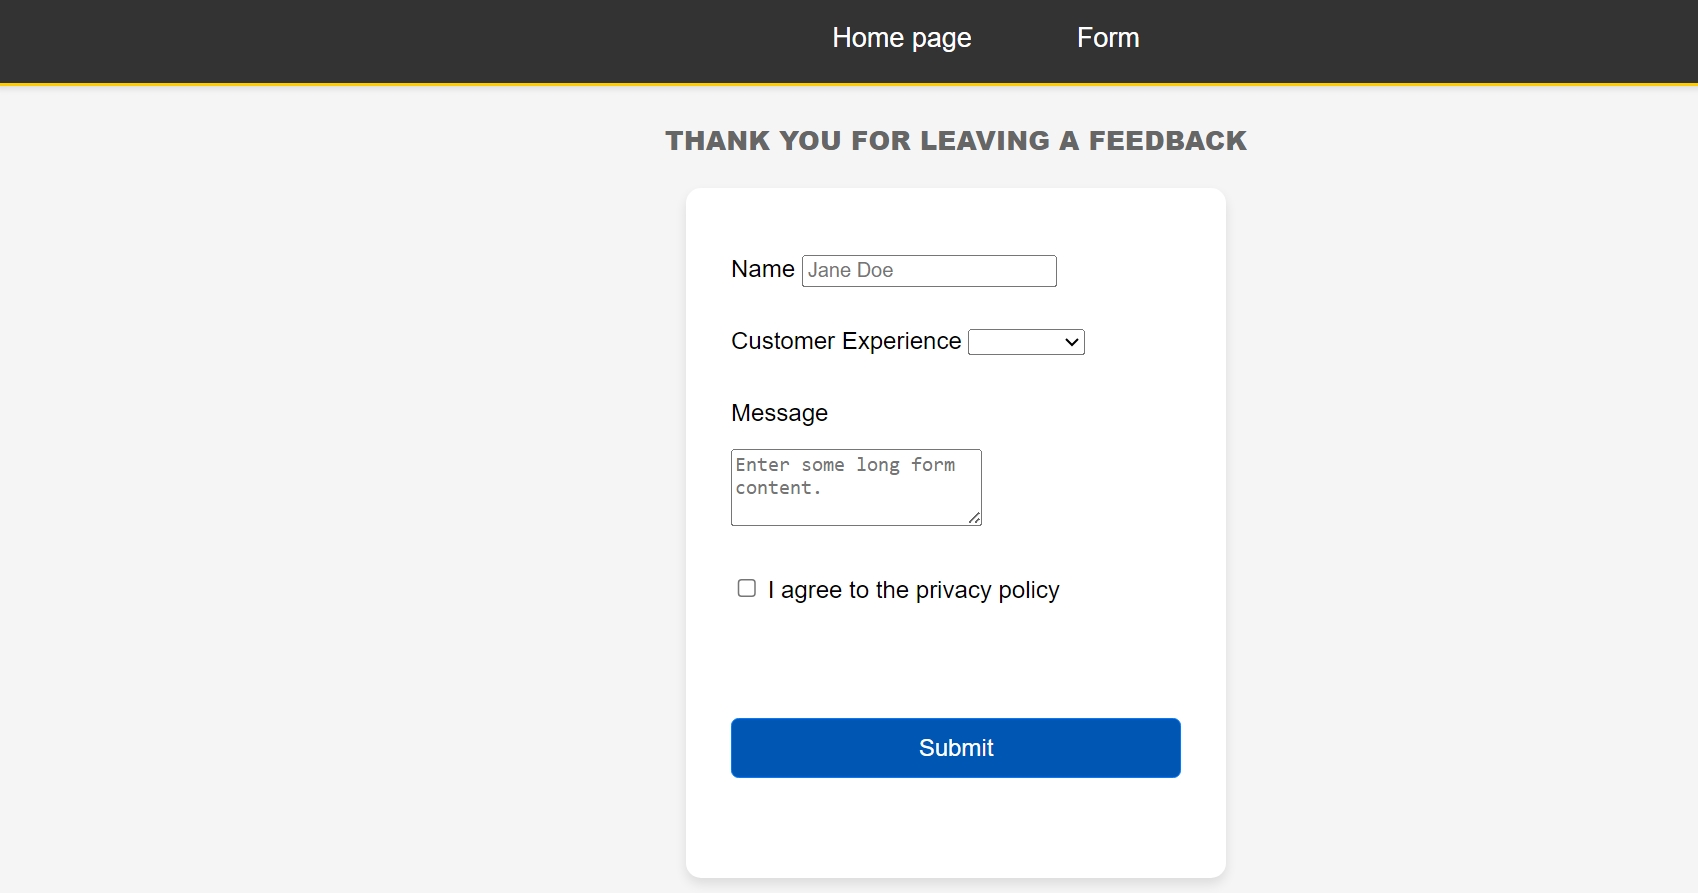 Home page Form
THANK YOU FOR LEAVING A FEEDBACK
Name Jane Doe
Customer Experience
Message
Enter some long form
content.
I agree to the privacy policy
Submit